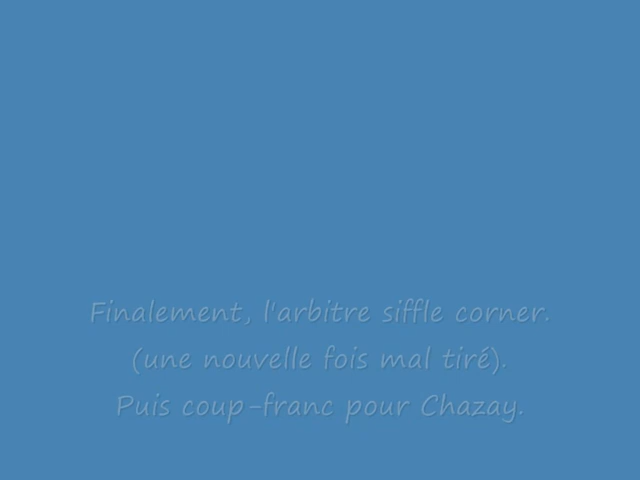 Finalement, l'arbitre siffle corner.
(une nouvelle fois mal tiré).
Puis coup-franc pour Chazay.